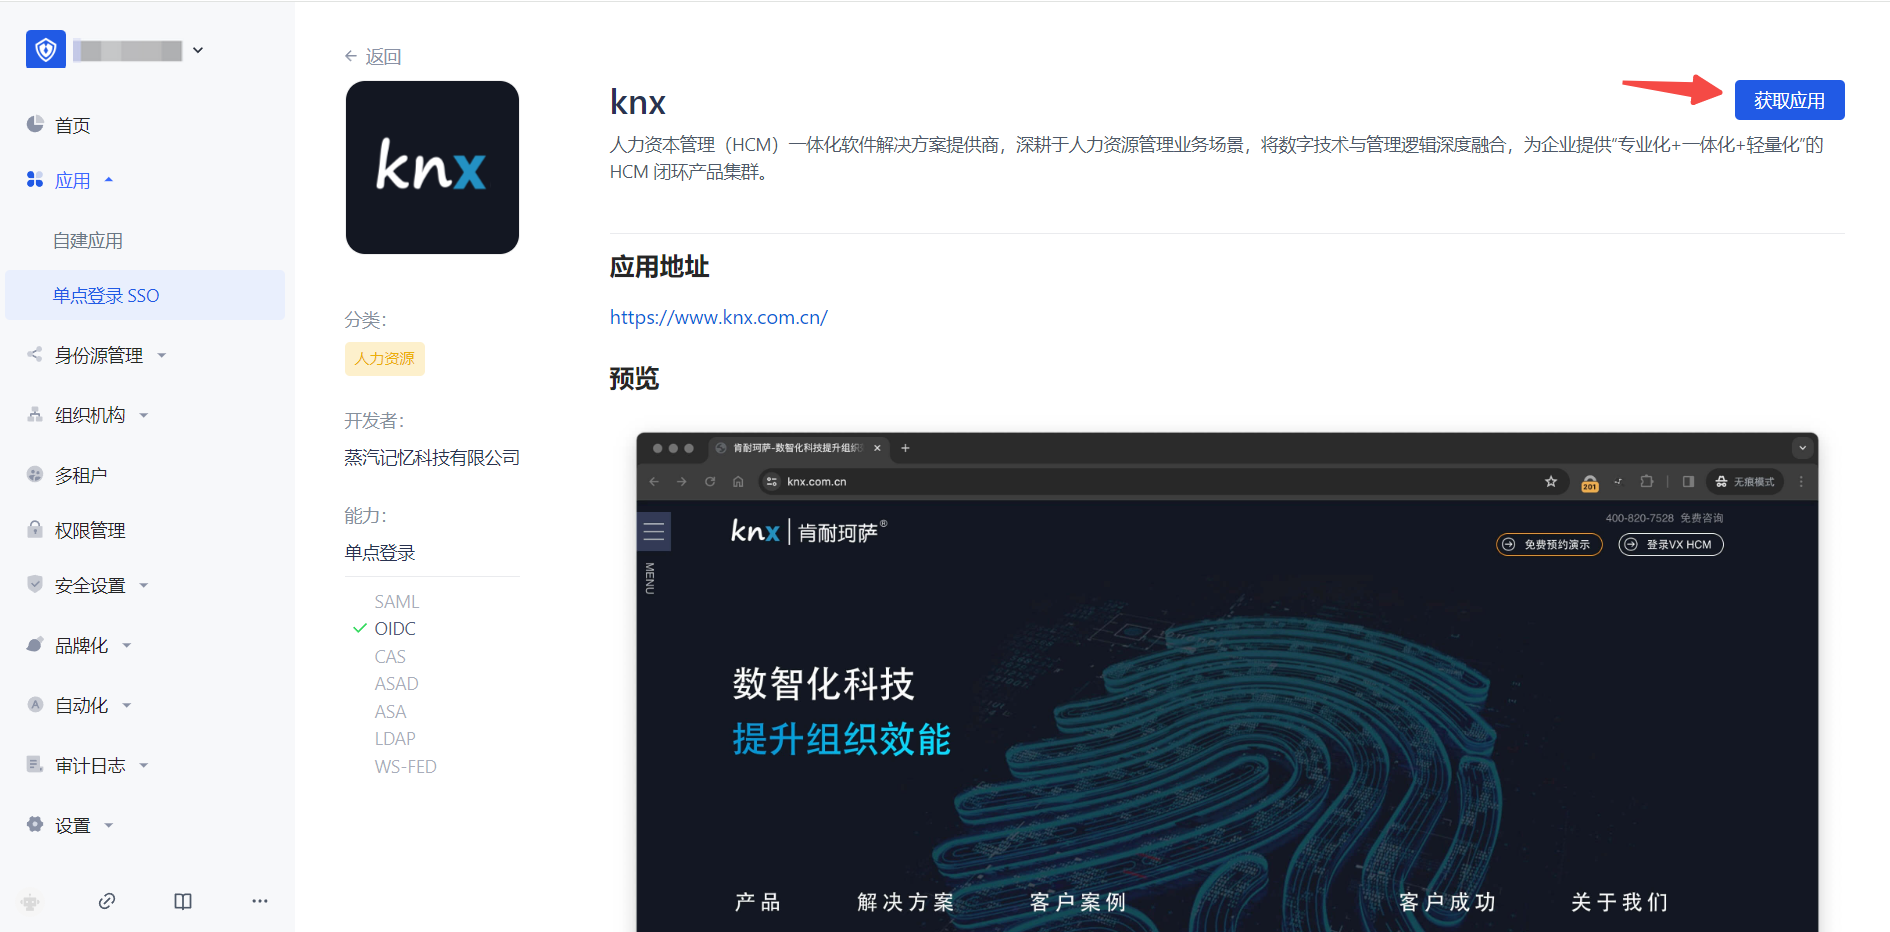 首页
应用
自建应用
单点登录 SSO
身份源管理
组织机构
多租户
权限管理
安全设置
品牌化
自动化
审计日志
设置
返回
knx
分类：
人力资源
开发者：
蒸汽记忆科技有限公司
能力：
单点登录
SAML
OIDC
CAS
ASAD
ASA
LDAP
WS-FED
knx
获取应用
人力资本管理（HCM）一体化软件解决方案提供商，深耕于人力资源管理业务场景，将数字技术与管理逻辑深度融合，为企业提供“专业化+一体化+轻量化”的
HCM 闭环产品集群。
应用地址
https://www.knx.com.cn/
预览
肯耐珂萨-数智化科技提升组织
knx.com.cn
201
无痕模式
knx 肯耐珂萨®
400-820-7528 免费咨询
免费预约演示
登录VX HCM
MENU
数智化科技
提升组织效能
产品
解决方案
客户案例
客户成功
关于我们